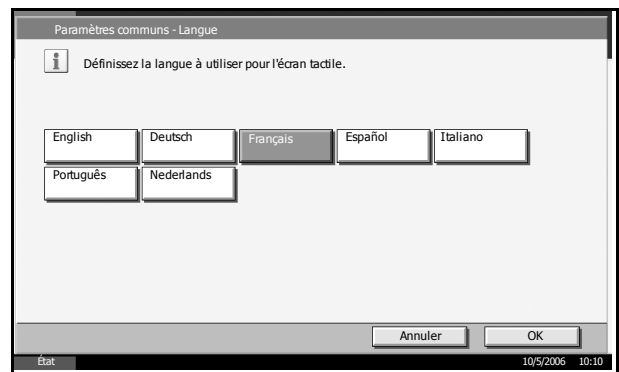 Paramètres communs - Langue
Définissez la langue à utiliser pour l'écran tactile.
English Deutsch Français Español Italiano
Português Nederlands
Annuler OK
État 10/5/2006 10:10